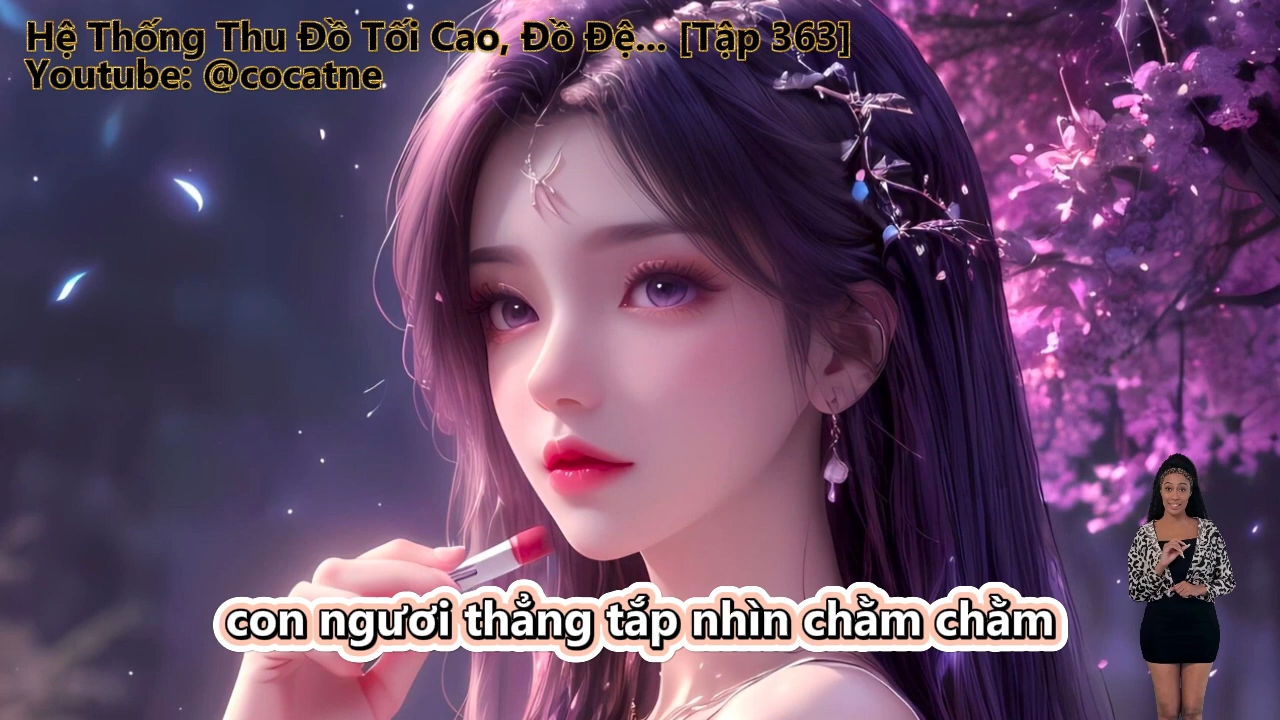 Hệ Thống Thu Đồ Tối Cao, Đồ Đệ... [Tập 363]
Youtube: @cocatne
con ngươi thẳng tắp nhìn chằm chằm